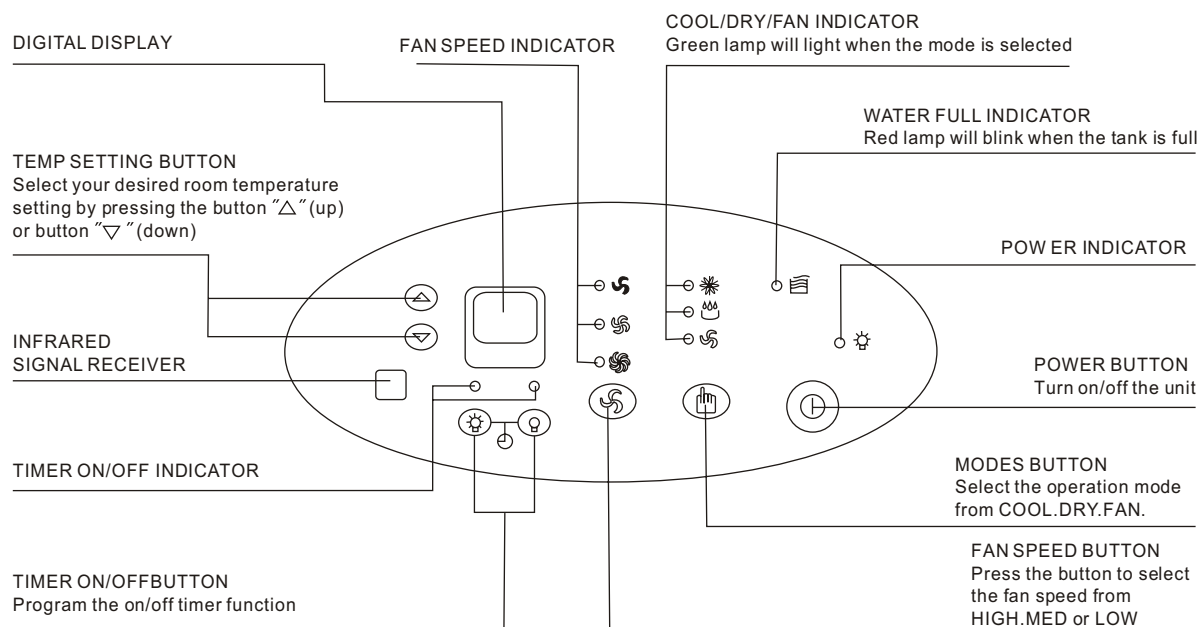 DIGITAL DISPLAY
FAN SPEED INDICATOR
COOL/DRY/FAN INDICATOR
Green lamp will light when the mode is selected
WATER FULL INDICATOR
Red lamp will blink when the tank is full
TEMP SETTING BUTTON
Select your desired room temperature
setting by pressing the button ″△″ (up)
or button ″▽ ″ (down)
POW ER INDICATOR
INFRARED
SIGNAL RECEIVER
POWER BUTTON
Turn on/off the unit
TIMER ON/OFF INDICATOR
MODES BUTTON
Select the operation mode
from COOL.DRY.FAN.
TIMER ON/OFFBUTTON
Program the on/off timer function
FAN SPEED BUTTON
Press the button to select
the fan speed from
HIGH.MED or LOW